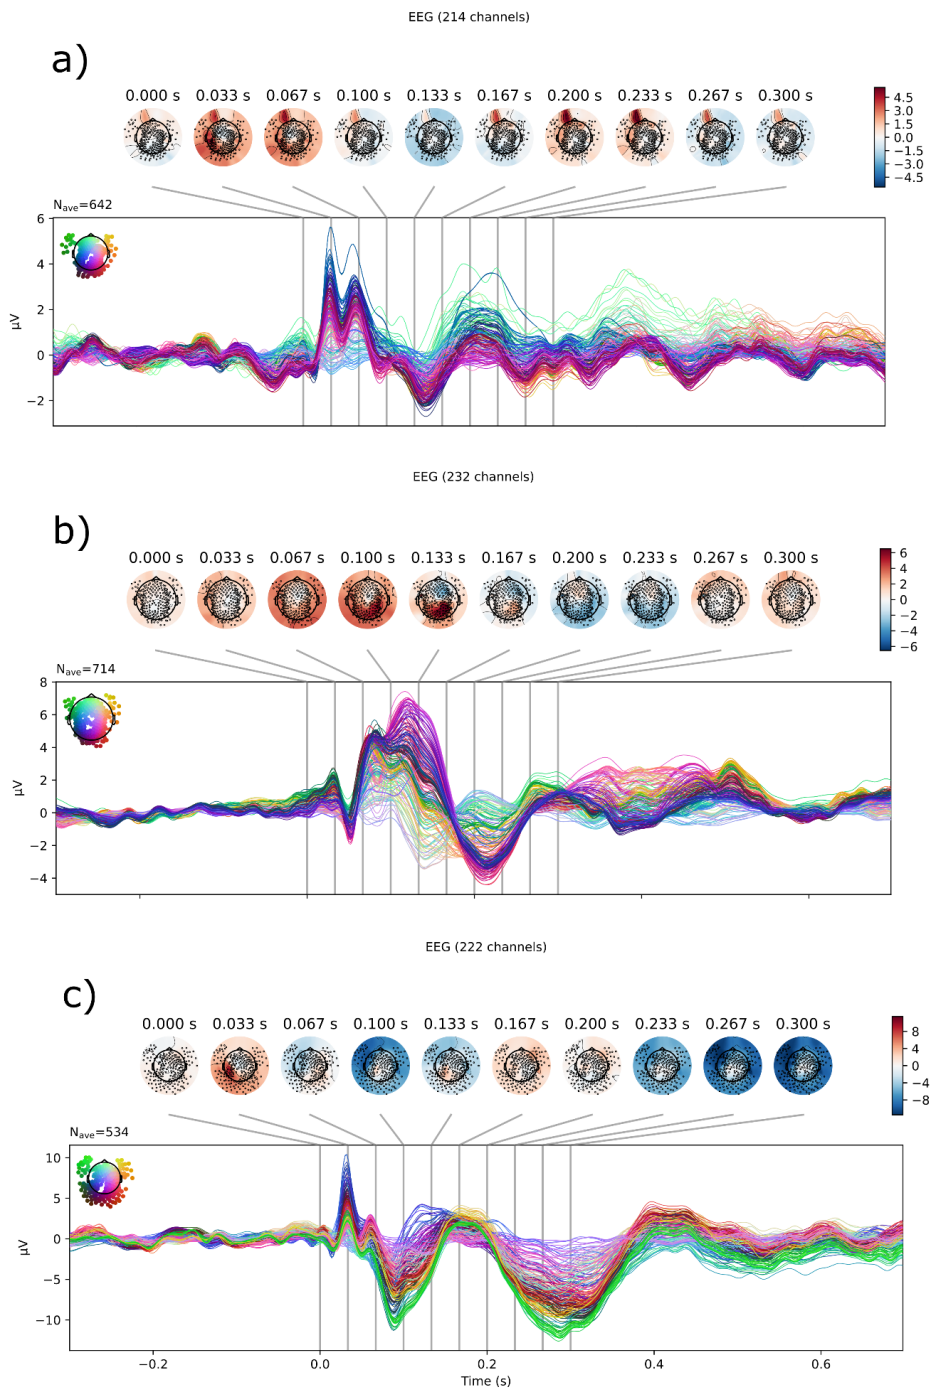 EEG (214 channels)
a)
0.000 s 0.033 s 0.067 s 0.100 s 0.133 s 0.167 s 0.200 s 0.233 s 0.267 s 0.300 s
4.5
3.0
1.5
0.0
−1.5
−3.0
−4.5
Nave=642
6
4
2
0
−2
µV
EEG (232 channels)
b)
0.000 s 0.033 s 0.067 s 0.100 s 0.133 s 0.167 s 0.200 s 0.233 s 0.267 s 0.300 s
6
4
2
0
−2
−4
−6
Nave=714
8
6
4
2
0
−2
−4
µV
EEG (222 channels)
c)
0.000 s 0.033 s 0.067 s 0.100 s 0.133 s 0.167 s 0.200 s 0.233 s 0.267 s 0.300 s
8
4
0
−4
−8
Nave=534
10
5
0
−5
−10
µV
−0.2 0.0 0.2 0.4 0.6
Time (s)